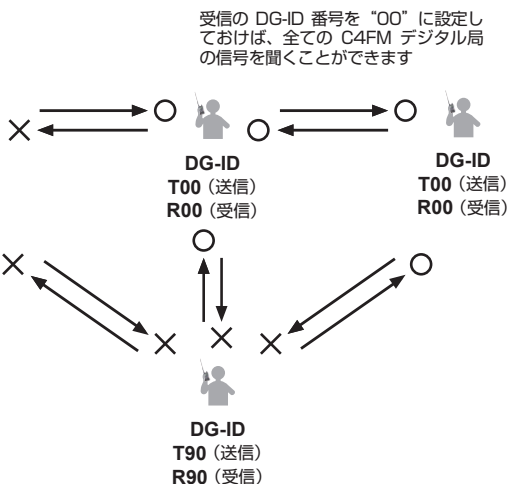 受信の DG-ID 番号を“00”に設定し
ておけば、全ての C4FM デジタル局
の信号を聞くことができます
DG-ID
T00（送信）
R00（受信）
DG-ID
T00（送信）
R00（受信）
DG-ID
T90（送信）
R90（受信）